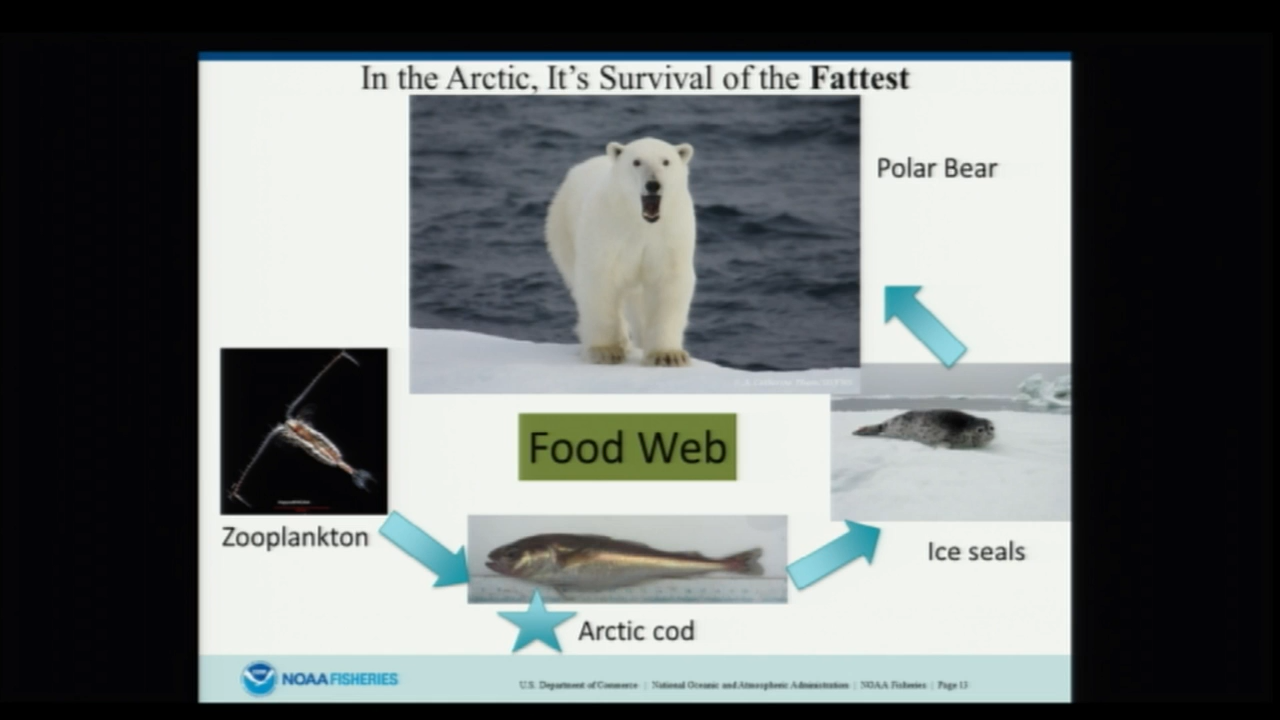 In the Arctic, It's Survival of the Fattest
Polar Bear
Food Web
Zooplankton
Ice seals
Arctic cod
NOAA FISHERIES
U.S. Department of Commerce | National Oceanic and Atmospheric Administration | NOAA Fisheries | Page 13